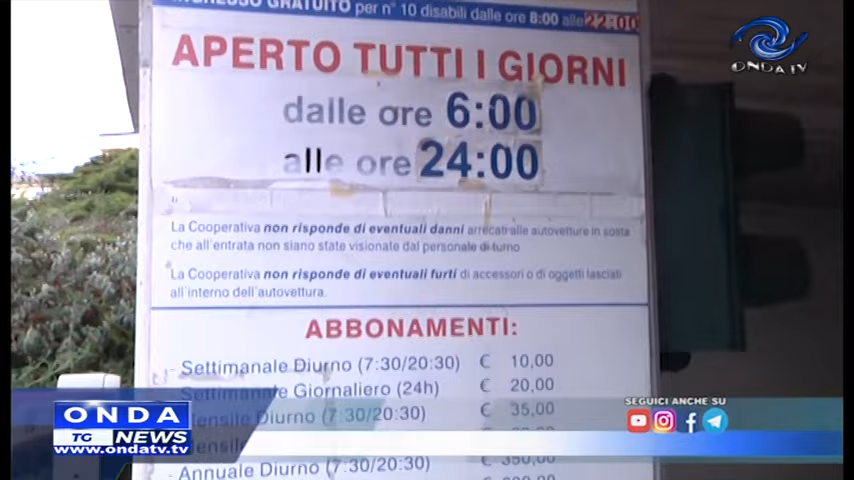 INGRESSO GRATUITO per n° 10 disabili dalle ore 8:00 alle 22:00
APERTO TUTTI I GIORNI
dalle ore 6:00
alle ore 24:00
La Cooperativa non risponde di eventuali danni arrecati alle autovetture in sosta
che all'entrata non siano state visionate dal personale di turno
La Cooperativa non risponde di eventuali furti di accessori o di oggetti lasciati
all'interno dell'autovettura.
ABBONAMENTI:
- Settimanale Diurno (7:30/20:30) € 10,00
Settimanale Giornaliero (24h) € 20,00
Mensile Diurno (7:30/20:30) € 35,00
Mensile
- Annuale Diurno (7:30/20:30) € 350,00
ONDA TV
SEGUICI ANCHE SU
ONDA
TG NEWS
www.ondatv.tv